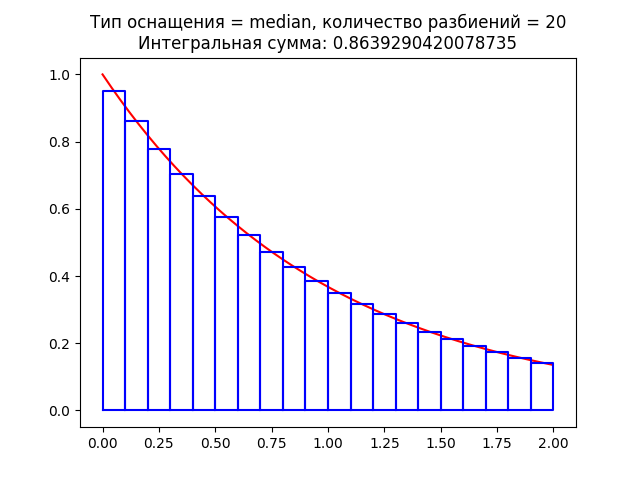 Тип оснащения = median, количество разбиений = 20
Интегральная сумма: 0.8639290420078735
1.0
0.8
0.6
0.4
0.2
0.0
0.00 0.25 0.50 0.75 1.00 1.25 1.50 1.75 2.00